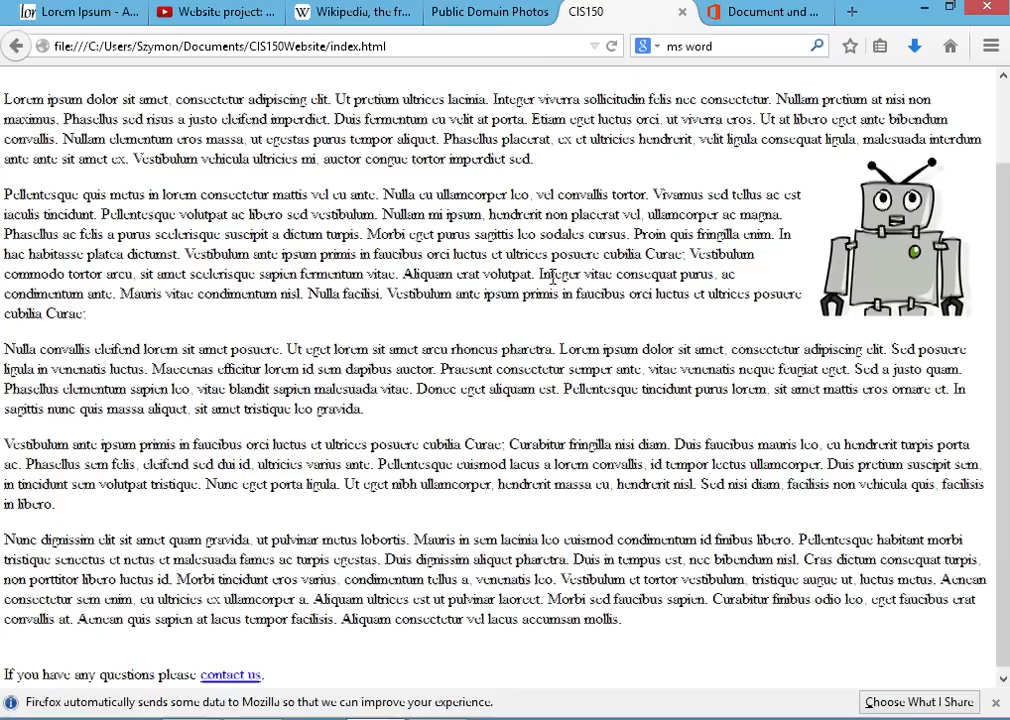 Lorem Ipsum - A...
Website project: ...
Wikipedia, the fr...
Public Domain Photos
CIS150
Document and ...
file:///C:/Users/Szymon/Documents/CIS150Website/index.html
ms word
Lorem ipsum dolor sit amet, consectetur adipiscing elit. Ut pretium ultrices lacinia. Integer viverra sollicitudin felis nec consectetur. Nullam pretium at nisi non
maximus. Phasellus sed risus a justo eleifend imperdiet. Duis fermentum eu velit at porta. Etiam eget luctus orci, ut viverra eros. Ut at libero eget ante bibendum
convallis. Nullam elementum eros massa, ut egestas purus tempor aliquet. Phasellus placerat, ex et ultricies hendrerit, velit ligula consequat ligula, malesuada interdum
ante ante sit amet ex. Vestibulum vehicula ultricies mi, auctor congue tortor imperdiet sed.
Pellentesque quis metus in lorem consectetur mattis vel eu ante. Nulla eu ullamcorper leo, vel convallis tortor. Vivamus sed tellus ac est
iaculis tincidunt. Pellentesque volutpat ac libero sed vestibulum. Nullam mi ipsum, hendrerit non placerat vel, ullamcorper ac magna.
Phasellus ac felis a purus scelerisque suscipit a dictum turpis. Morbi eget purus sagittis leo sodales cursus. Proin quis fringilla enim. In
hac habitasse platea dictumst. Vestibulum ante ipsum primis in faucibus orci luctus et ultrices posuere cubilia Curae; Vestibulum
commodo tortor arcu, sit amet scelerisque sapien fermentum vitae. Aliquam erat volutpat. Integer vitae consequat purus, ac
condimentum ante. Mauris vitae condimentum nisl. Nulla facilisi. Vestibulum ante ipsum primis in faucibus orci luctus et ultrices posuere
cubilia Curae;
Nulla convallis eleifend lorem sit amet posuere. Ut eget lorem sit amet arcu rhoncus pharetra. Lorem ipsum dolor sit amet, consectetur adipiscing elit. Sed posuere
ligula in venenatis luctus. Maecenas efficitur lorem id sem dapibus auctor. Praesent consectetur semper ante, vitae venenatis neque feugiat eget. Sed a justo quam.
Phasellus elementum sapien leo, vitae blandit sapien malesuada vitae. Donec eget aliquam est. Pellentesque tincidunt purus lorem, sit amet mattis eros ornare et. In
sagittis nunc quis massa aliquet, sit amet tristique leo gravida.
Vestibulum ante ipsum primis in faucibus orci luctus et ultrices posuere cubilia Curae; Curabitur fringilla nisi diam. Duis faucibus mauris leo, eu hendrerit turpis porta
ac. Phasellus sem felis, eleifend sed dui id, ultricies varius ante. Pellentesque euismod lacus a lorem convallis, id tempor lectus ullamcorper. Duis pretium suscipit sem,
in tincidunt sem volutpat tristique. Nunc eget porta ligula. Ut eget nibh ullamcorper, hendrerit massa eu, hendrerit nisl. Sed nisi diam, facilisis non vehicula quis, facilisis
in libero.
Nunc dignissim elit sit amet quam gravida, ut pulvinar metus lobortis. Mauris in sem lacinia leo euismod condimentum id finibus libero. Pellentesque habitant morbi
tristique senectus et netus et malesuada fames ac turpis egestas. Duis dignissim aliquet pharetra. Duis in tempus est, nec bibendum nisl. Cras dictum consequat turpis,
non porttitor libero luctus id. Morbi tincidunt eros varius, condimentum tellus a, venenatis leo. Vestibulum et tortor vestibulum, tristique augue ut, luctus metus. Aenean
consectetur sem enim, eu ultricies ex ullamcorper a. Aliquam ultrices est ut pulvinar laoreet. Morbi sed faucibus sapien. Curabitur finibus odio leo, eget faucibus erat
convallis at. Aenean quis sapien at lacus tempor facilisis. Aliquam consectetur vel lacus accumsan mollis.
If you have any questions please contact us.
Firefox automatically sends some data to Mozilla so that we can improve your experience.
Choose What I Share